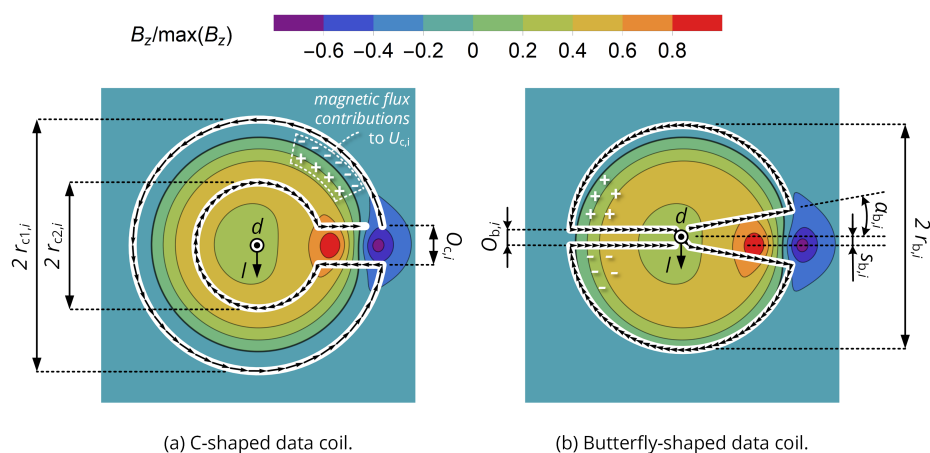 B_z/max(B_z)
−0.6 −0.4 −0.2 0 0.2 0.4 0.6 0.8
magnetic flux
contributions
to U_c,i
2 r_c1,i
2 r_c2,i
d
l
O_c,i
O_b,i
d
l
α_b,i
s_b,i
2 r_b,i
(a) C-shaped data coil.
(b) Butterfly-shaped data coil.